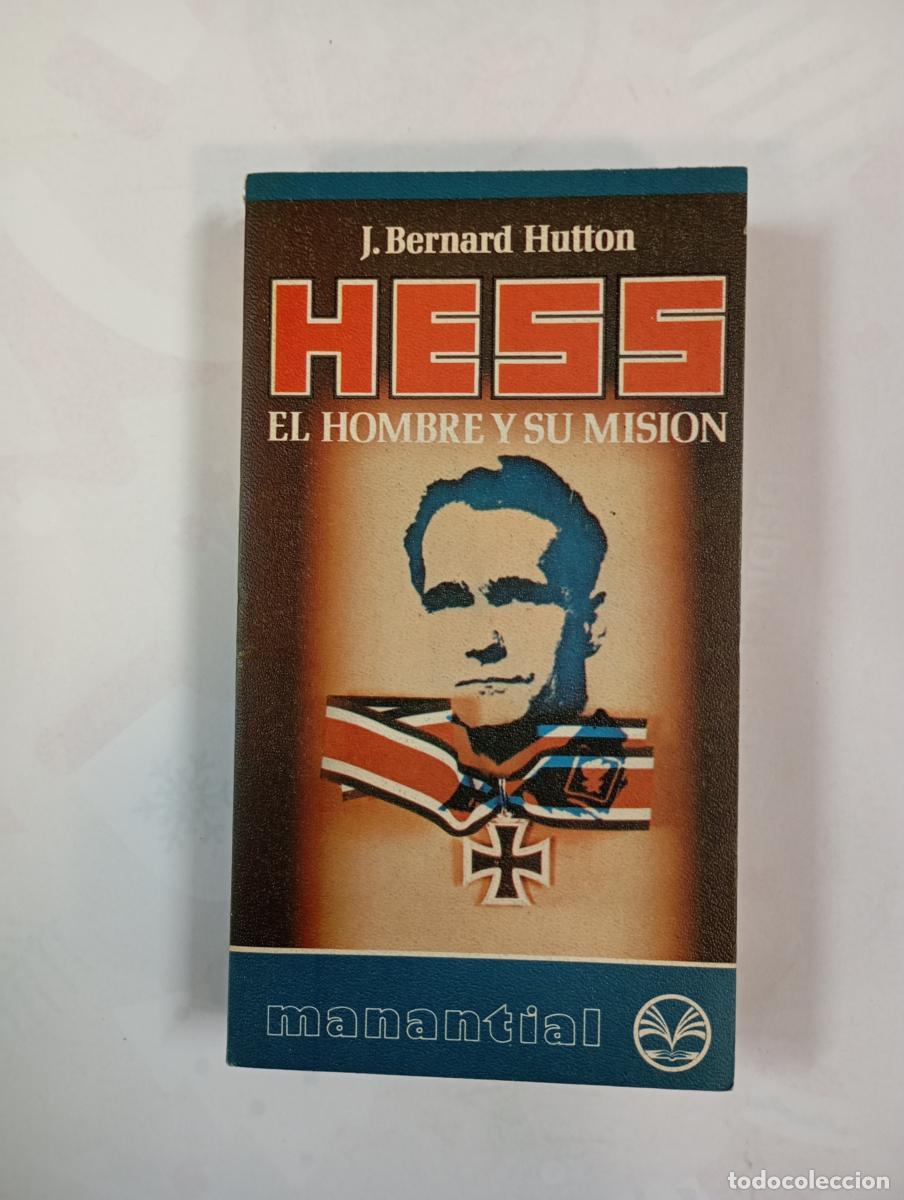 J. Bernard Hutton
HESS
EL HOMBRE Y SU MISION
manantial
todocoleccion